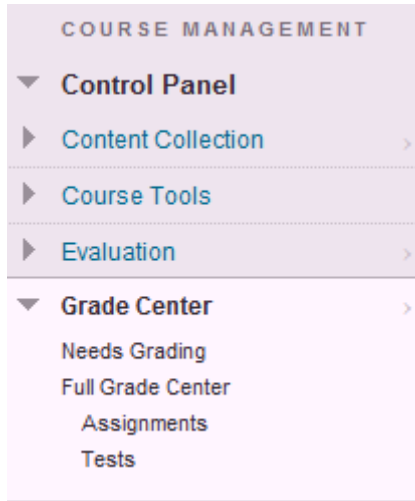 COURSE MANAGEMENT
Control Panel
Content Collection
Course Tools
Evaluation
Grade Center
Needs Grading
Full Grade Center
Assignments
Tests